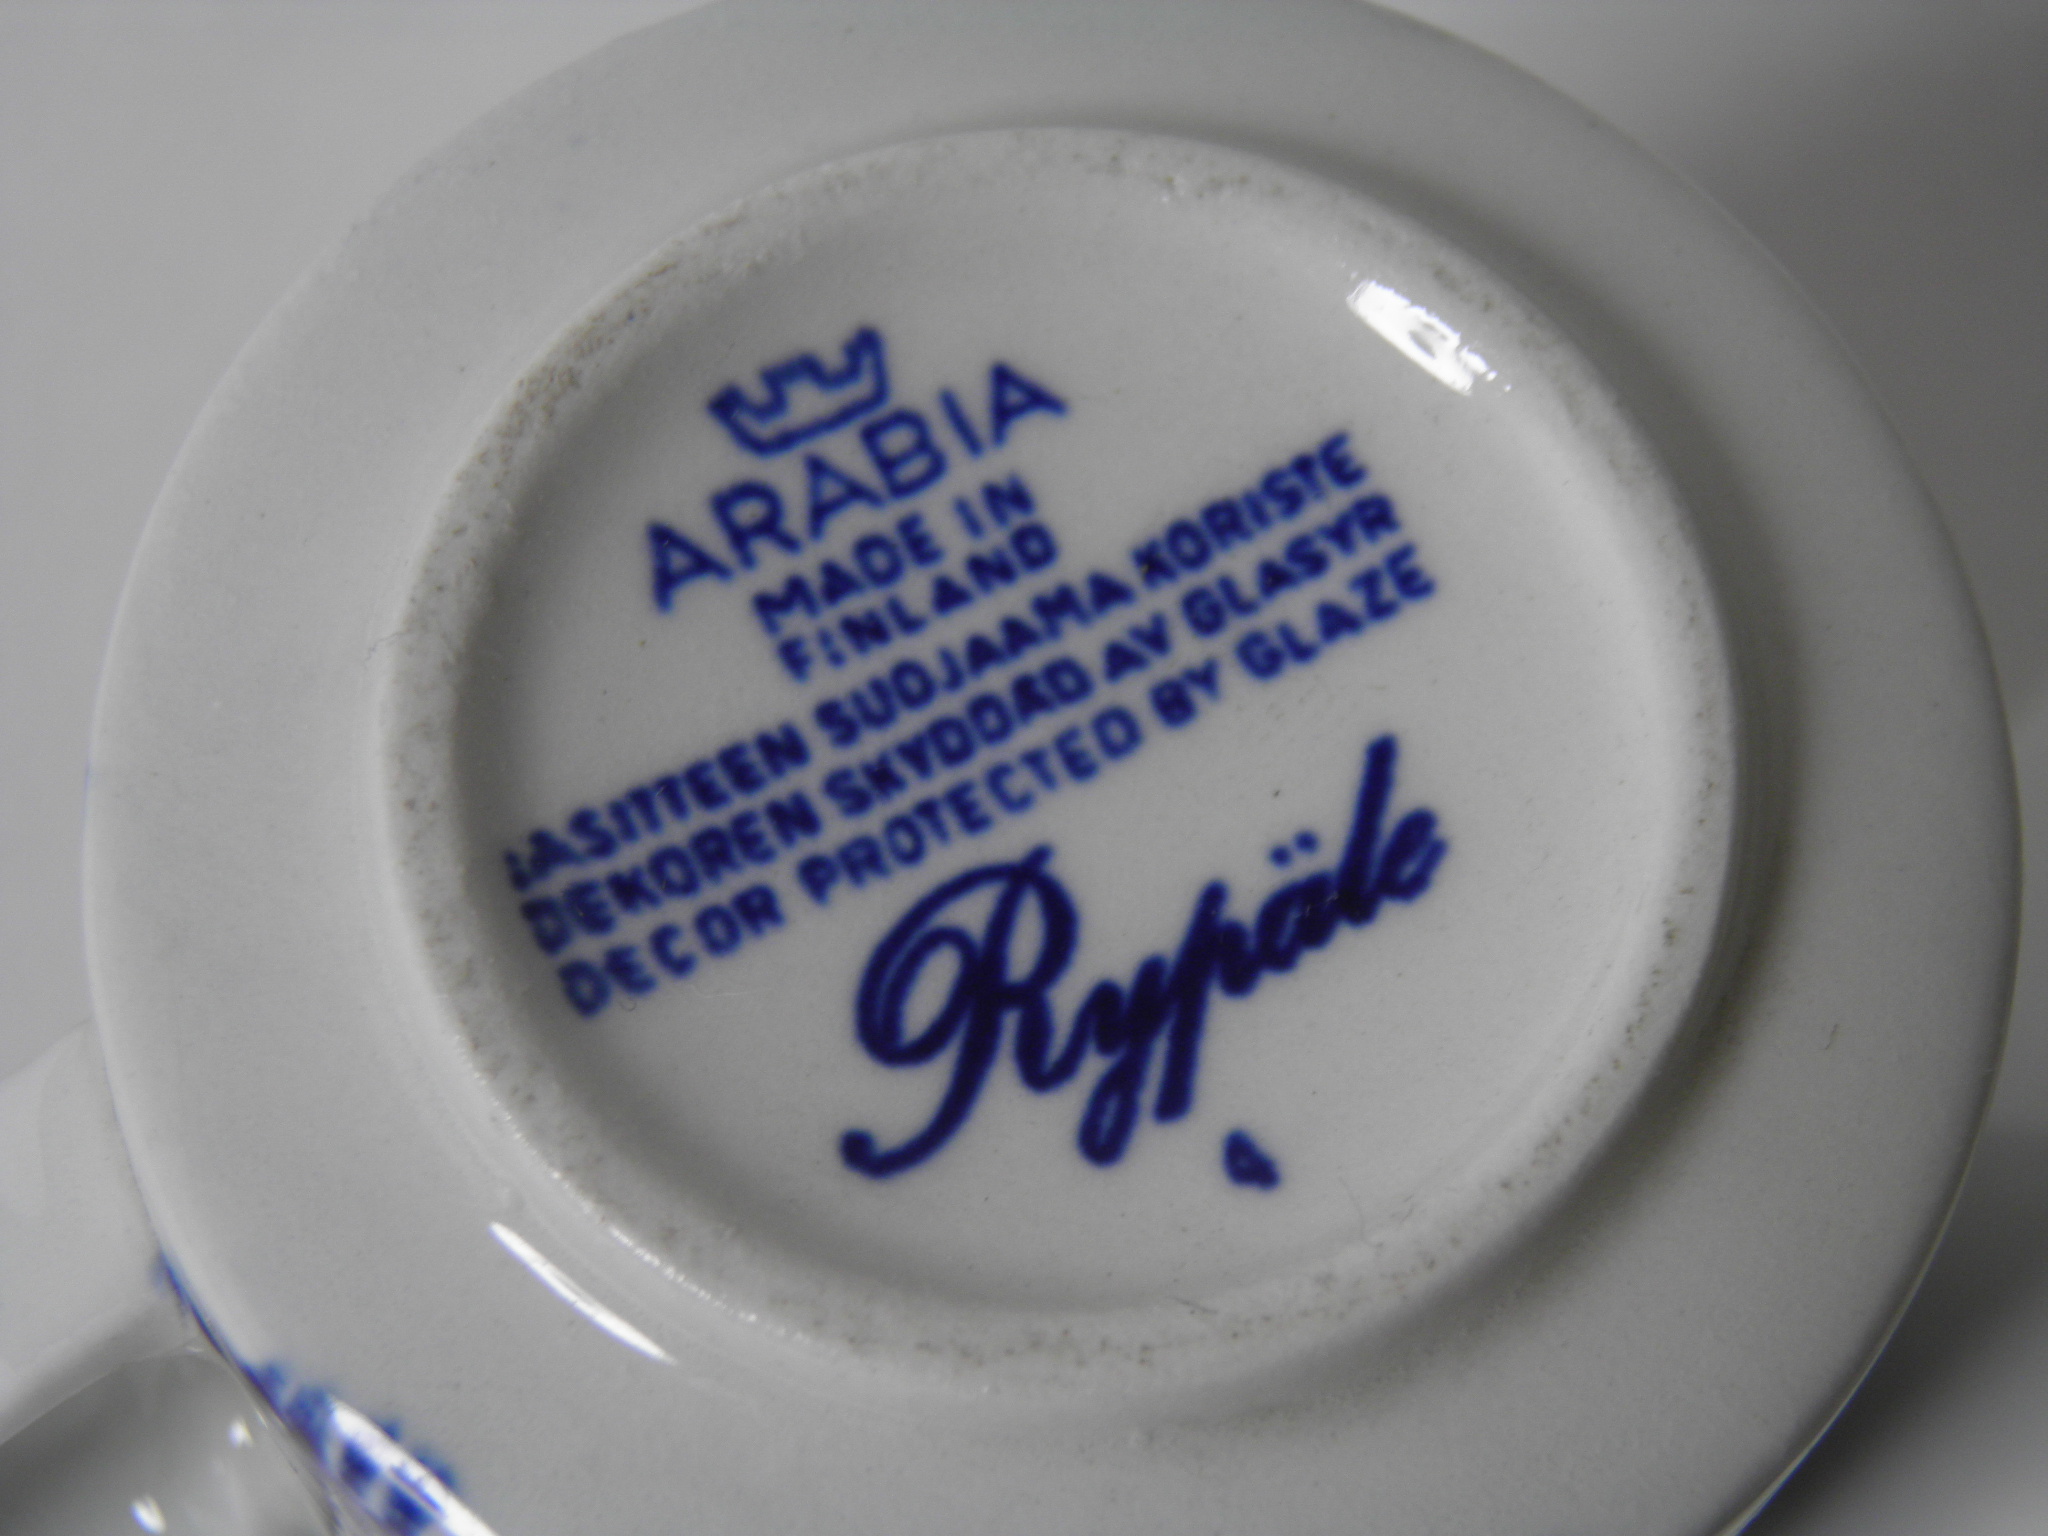 ARABIA
MADE IN
FINLAND
LASITTEEN SUOJAAMA KORISTE
DEKOREN SKYDDAD AV GLASYR
DECOR PROTECTED BY GLAZE
Rypäle